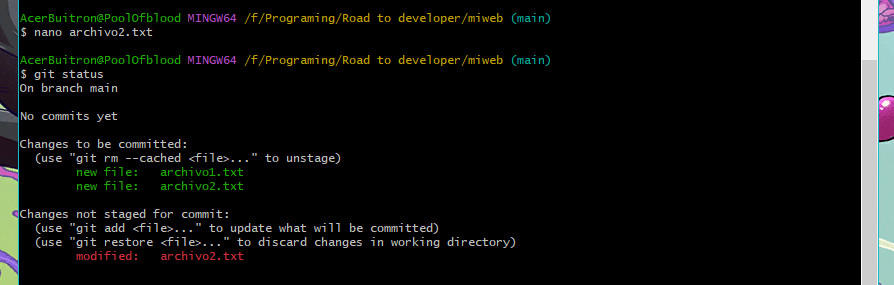 AcerBuitron@PoolOfblood MINGW64 /f/Programing/Road to developer/miweb (main)
$ nano archivo2.txt
AcerBuitron@PoolOfblood MINGW64 /f/Programing/Road to developer/miweb (main)
$ git status
On branch main
No commits yet
Changes to be committed:
  (use "git rm --cached <file>..." to unstage)
        new file:   archivo1.txt
        new file:   archivo2.txt
Changes not staged for commit:
  (use "git add <file>..." to update what will be committed)
  (use "git restore <file>..." to discard changes in working directory)
        modified:   archivo2.txt